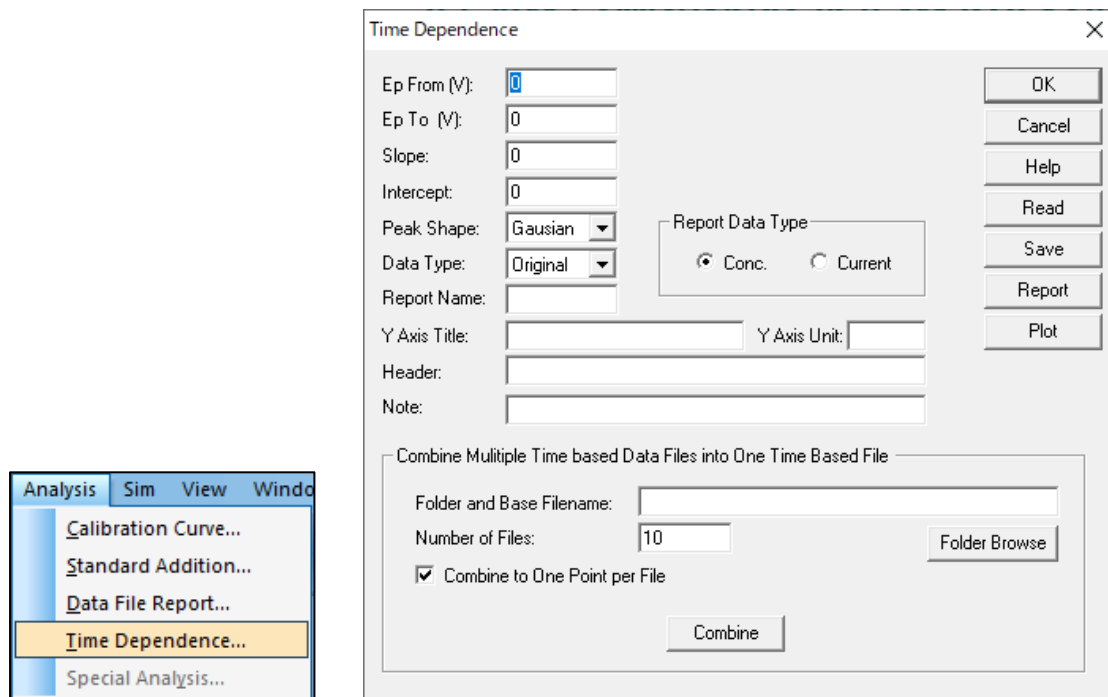 Time Dependence
Ep From (V): 0
Ep To (V): 0
Slope: 0
Intercept: 0
Peak Shape: Gausian
Data Type: Original
Report Name:
Y Axis Title: Y Axis Unit:
Header:
Note:
Report Data Type
Conc. Current
OK
Cancel
Help
Read
Save
Report
Plot
Combine Mulitiple Time based Data Files into One Time Based File
Folder and Base Filename:
Number of Files: 10
Folder Browse
Combine to One Point per File
Combine
Analysis Sim View Windo
Calibration Curve...
Standard Addition...
Data File Report...
Time Dependence...
Special Analysis...